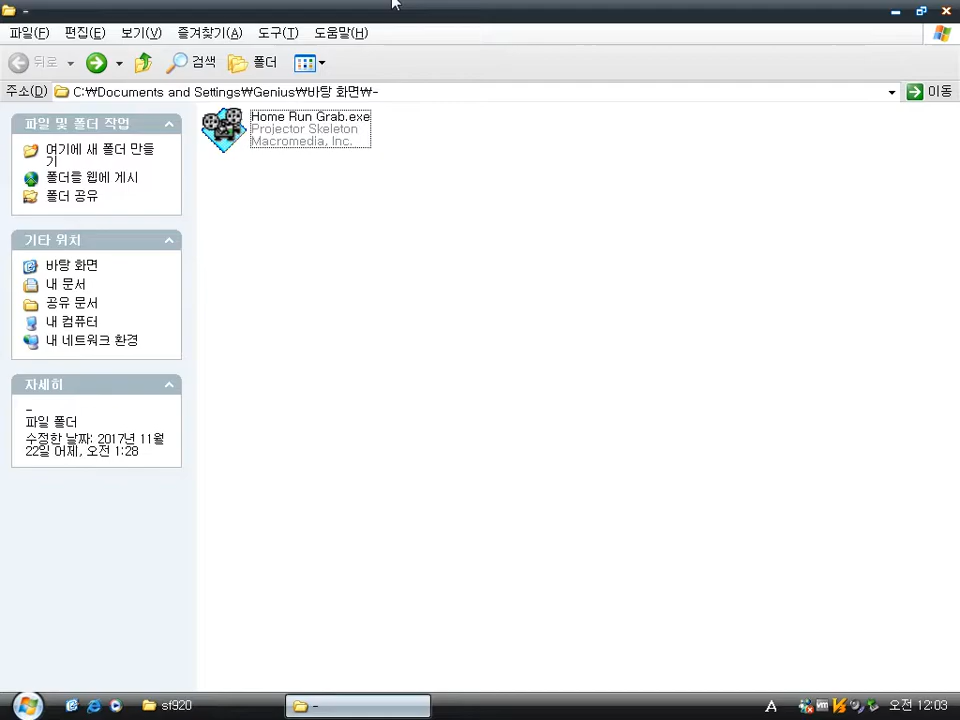 -
파일(F) 편집(E) 보기(V) 즐겨찾기(A) 도구(T) 도움말(H)
뒤로 검색 폴더
주소(D) C:\Documents and Settings\Genius\바탕 화면\- 이동
파일 및 폴더 작업
여기에 새 폴더 만들
기
폴더를 웹에 게시
폴더 공유
기타 위치
바탕 화면
내 문서
공유 문서
내 컴퓨터
내 네트워크 환경
자세히
-
파일 폴더
수정한 날짜: 2017년 11월
22일 어제, 오전 1:28
Home Run Grab.exe
Projector Skeleton
Macromedia, Inc.
sf920 - A 오전 12:03